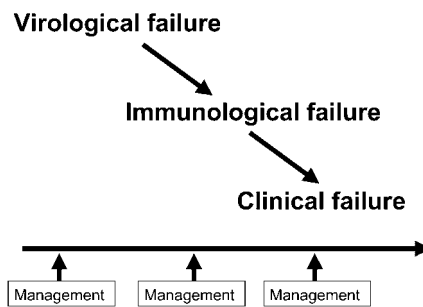 Virological failure
Immunological failure
Clinical failure
Management
Management
Management